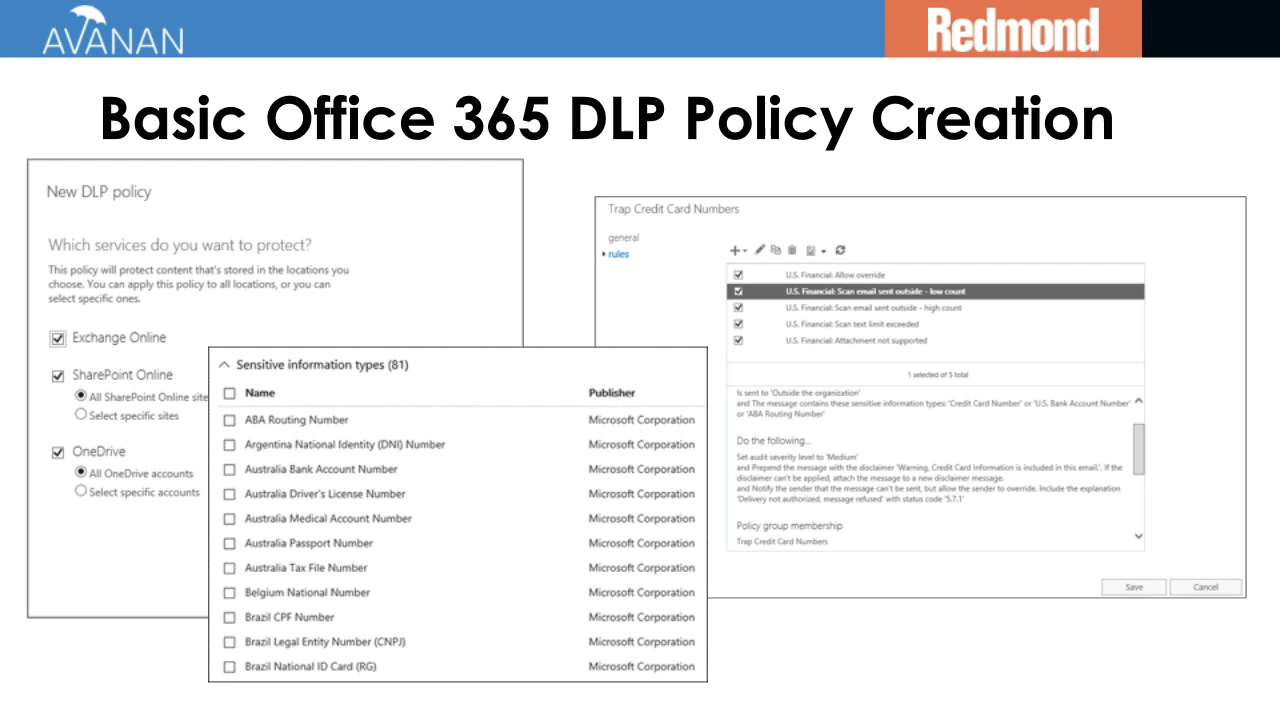 AVANAN
Redmond
Basic Office 365 DLP Policy Creation
New DLP policy
Which services do you want to protect?
This policy will protect content that's stored in the locations you
choose. You can apply this policy to all locations, or you can
select specific ones.
Exchange Online
SharePoint Online
All SharePoint Online site
Select specific sites
OneDrive
All OneDrive accounts
Select specific accounts
Sensitive information types (81)
Name Publisher
ABA Routing Number Microsoft Corporation
Argentina National Identity (DNI) Number Microsoft Corporation
Australia Bank Account Number Microsoft Corporation
Australia Driver's License Number Microsoft Corporation
Australia Medical Account Number Microsoft Corporation
Australia Passport Number Microsoft Corporation
Australia Tax File Number Microsoft Corporation
Belgium National Number Microsoft Corporation
Brazil CPF Number Microsoft Corporation
Brazil Legal Entity Number (CNPJ) Microsoft Corporation
Brazil National ID Card (RG) Microsoft Corporation
Trap Credit Card Numbers
general
rules
U.S. Financial: Allow override
U.S. Financial: Scan email sent outside - low count
U.S. Financial: Scan email sent outside - high count
U.S. Financial: Scan text limit exceeded
U.S. Financial: Attachment not supported
1 selected of 5 total
Is sent to 'Outside the organization'
and The message contains these sensitive information types: 'Credit Card Number' or 'U.S. Bank Account Number'
or 'ABA Routing Number'
Do the following...
Set audit severity level to 'Medium'
and Prepend the message with the disclaimer 'Warning, Credit Card Information is included in this email.'. If the
disclaimer can't be applied, attach the message to a new disclaimer message.
and Notify the sender that the message can't be sent, but allow the sender to override. Include the explanation
'Delivery not authorized, message refused' with status code '5.7.1'
Policy group membership
Trap Credit Card Numbers
Save Cancel